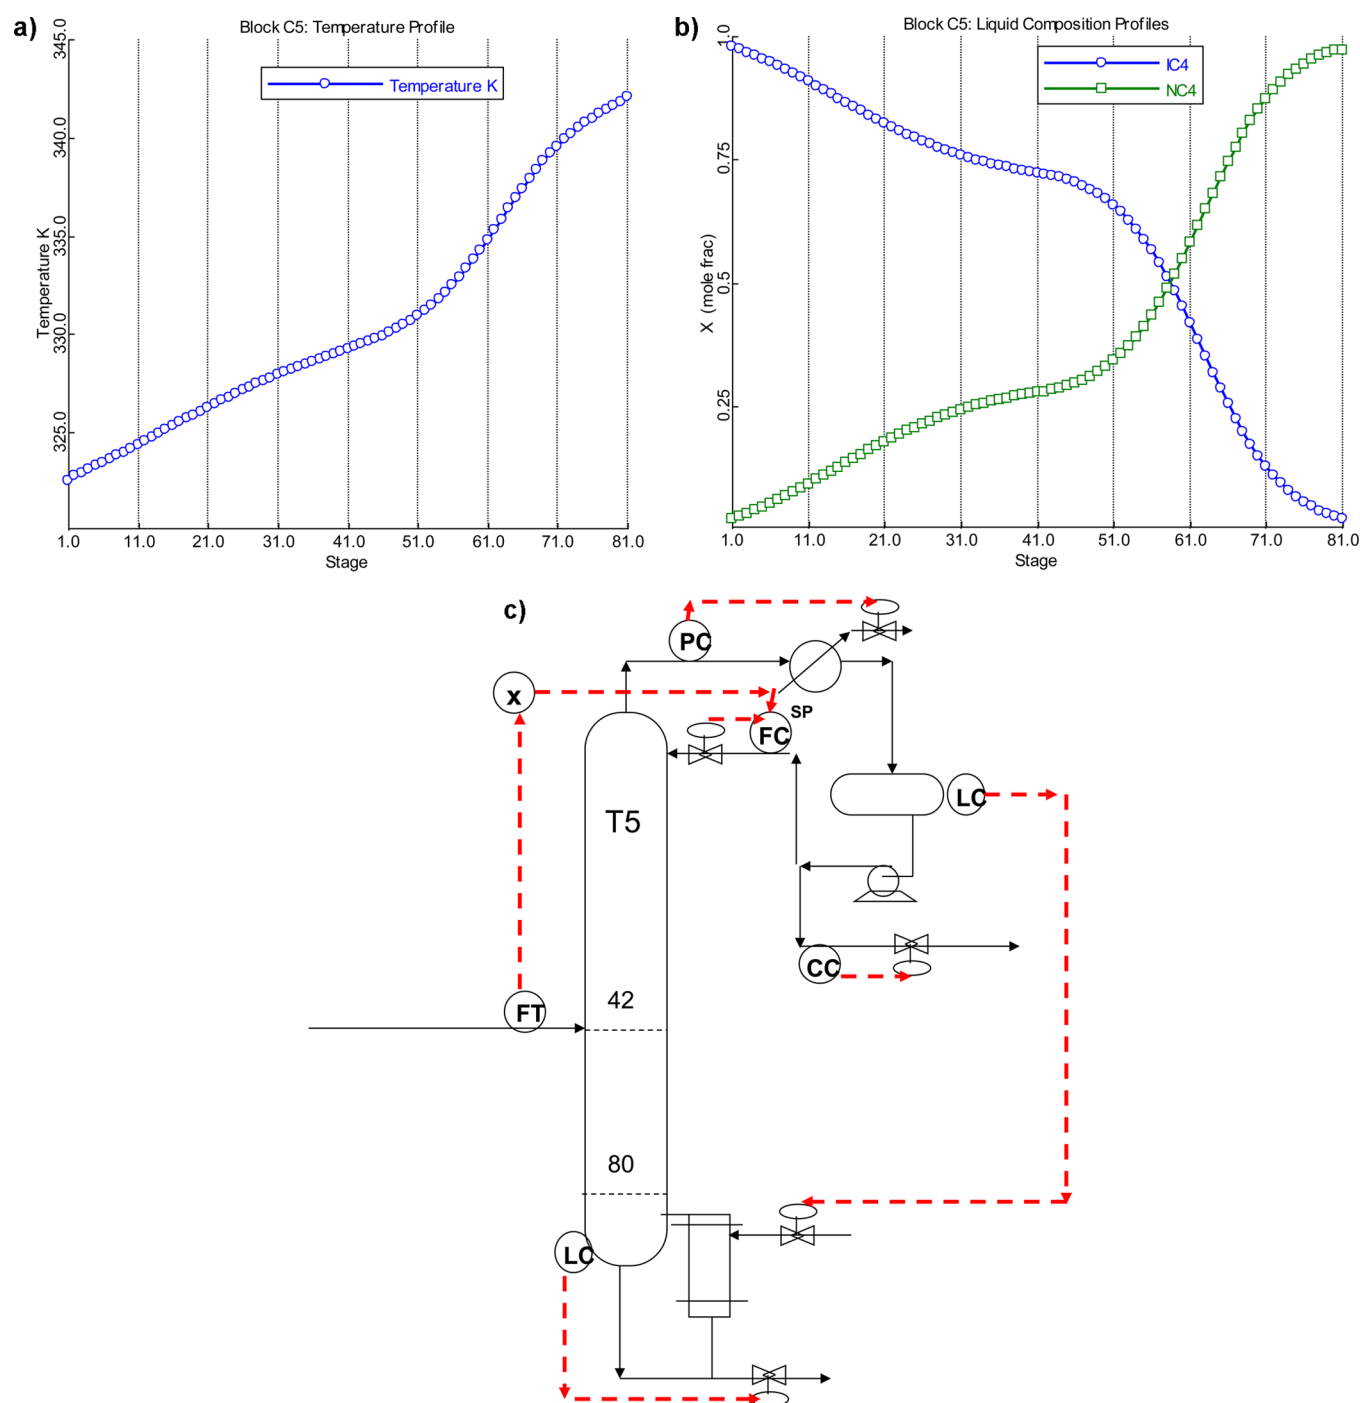 a)
Block C5: Temperature Profile
Temperature K
345.0
340.0
335.0
330.0
325.0
Temperature K
1.0 11.0 21.0 31.0 41.0 51.0 61.0 71.0 81.0
Stage
b)
Block C5: Liquid Composition Profiles
IC4
NC4
1.0
0.75
0.5
0.25
X (mole frac)
1.0 11.0 21.0 31.0 41.0 51.0 61.0 71.0 81.0
Stage
c)
PC
x
SP
FC
LC
T5
CC
42
FT
80
LC